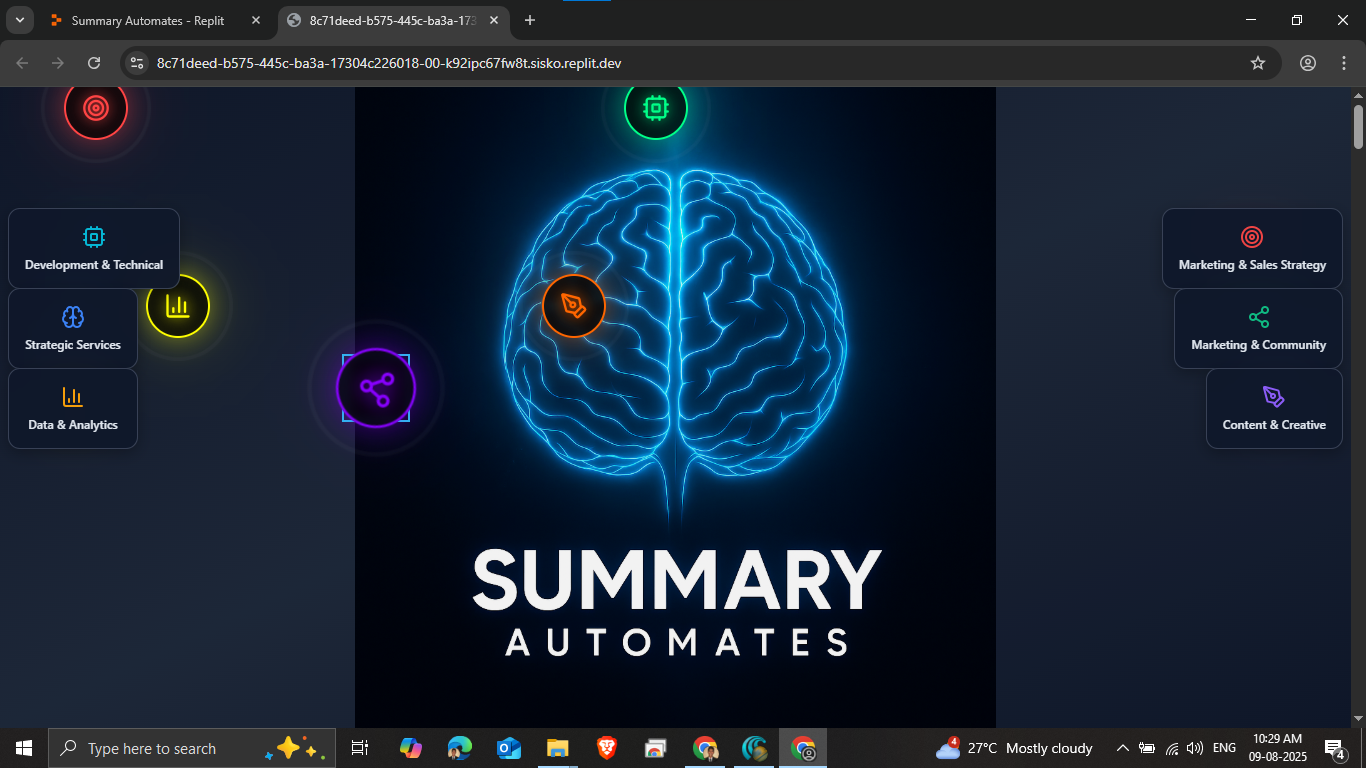 Summary Automates - Replit
8c71deed-b575-445c-ba3a-173
8c71deed-b575-445c-ba3a-17304c226018-00-k92ipc67fw8t.sisko.replit.dev
Development & Technical
Strategic Services
Data & Analytics
Marketing & Sales Strategy
Marketing & Community
Content & Creative
SUMMARY
AUTOMATES
Type here to search
4
27°C Mostly cloudy
ENG
10:29 AM
09-08-2025
4